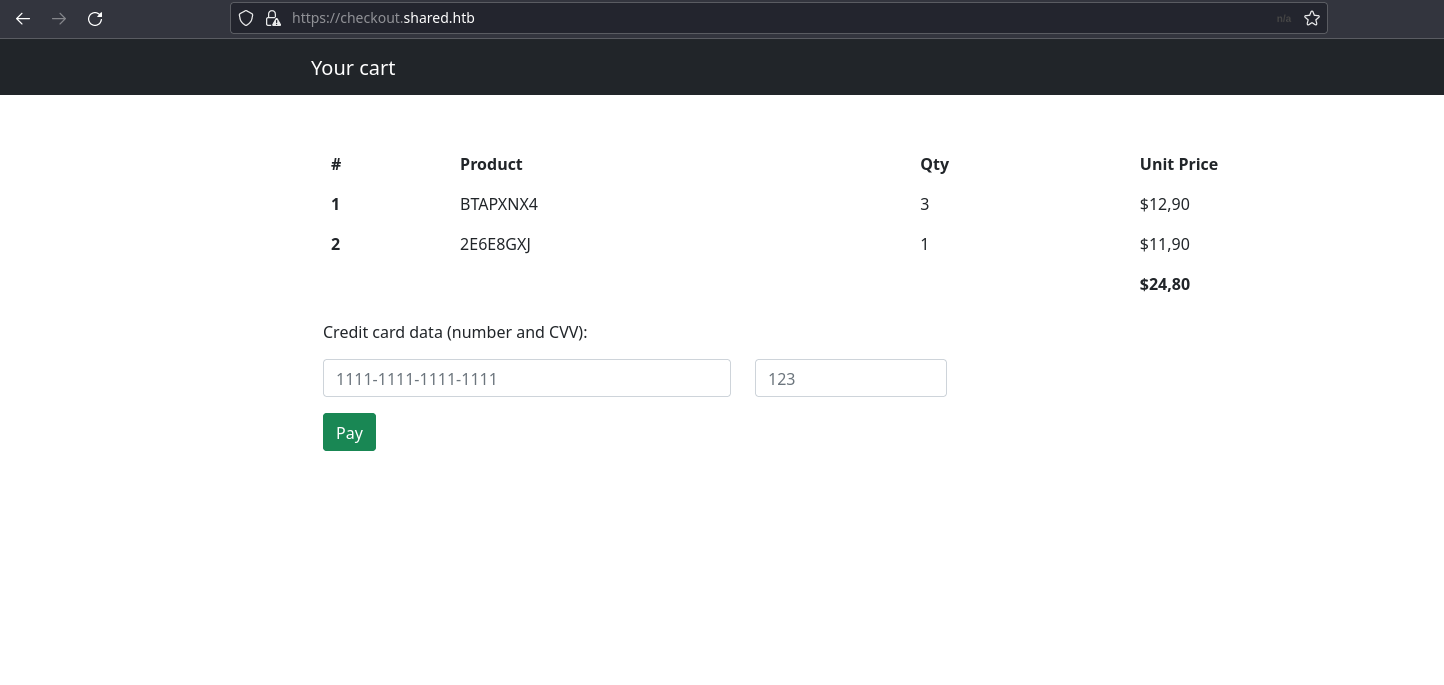 https://checkout.shared.htb n/a
Your cart
# Product Qty Unit Price
1 BTAPXNX4 3 $12,90
2 2E6E8GXJ 1 $11,90
$24,80
Credit card data (number and CVV):
1111-1111-1111-1111 123
Pay